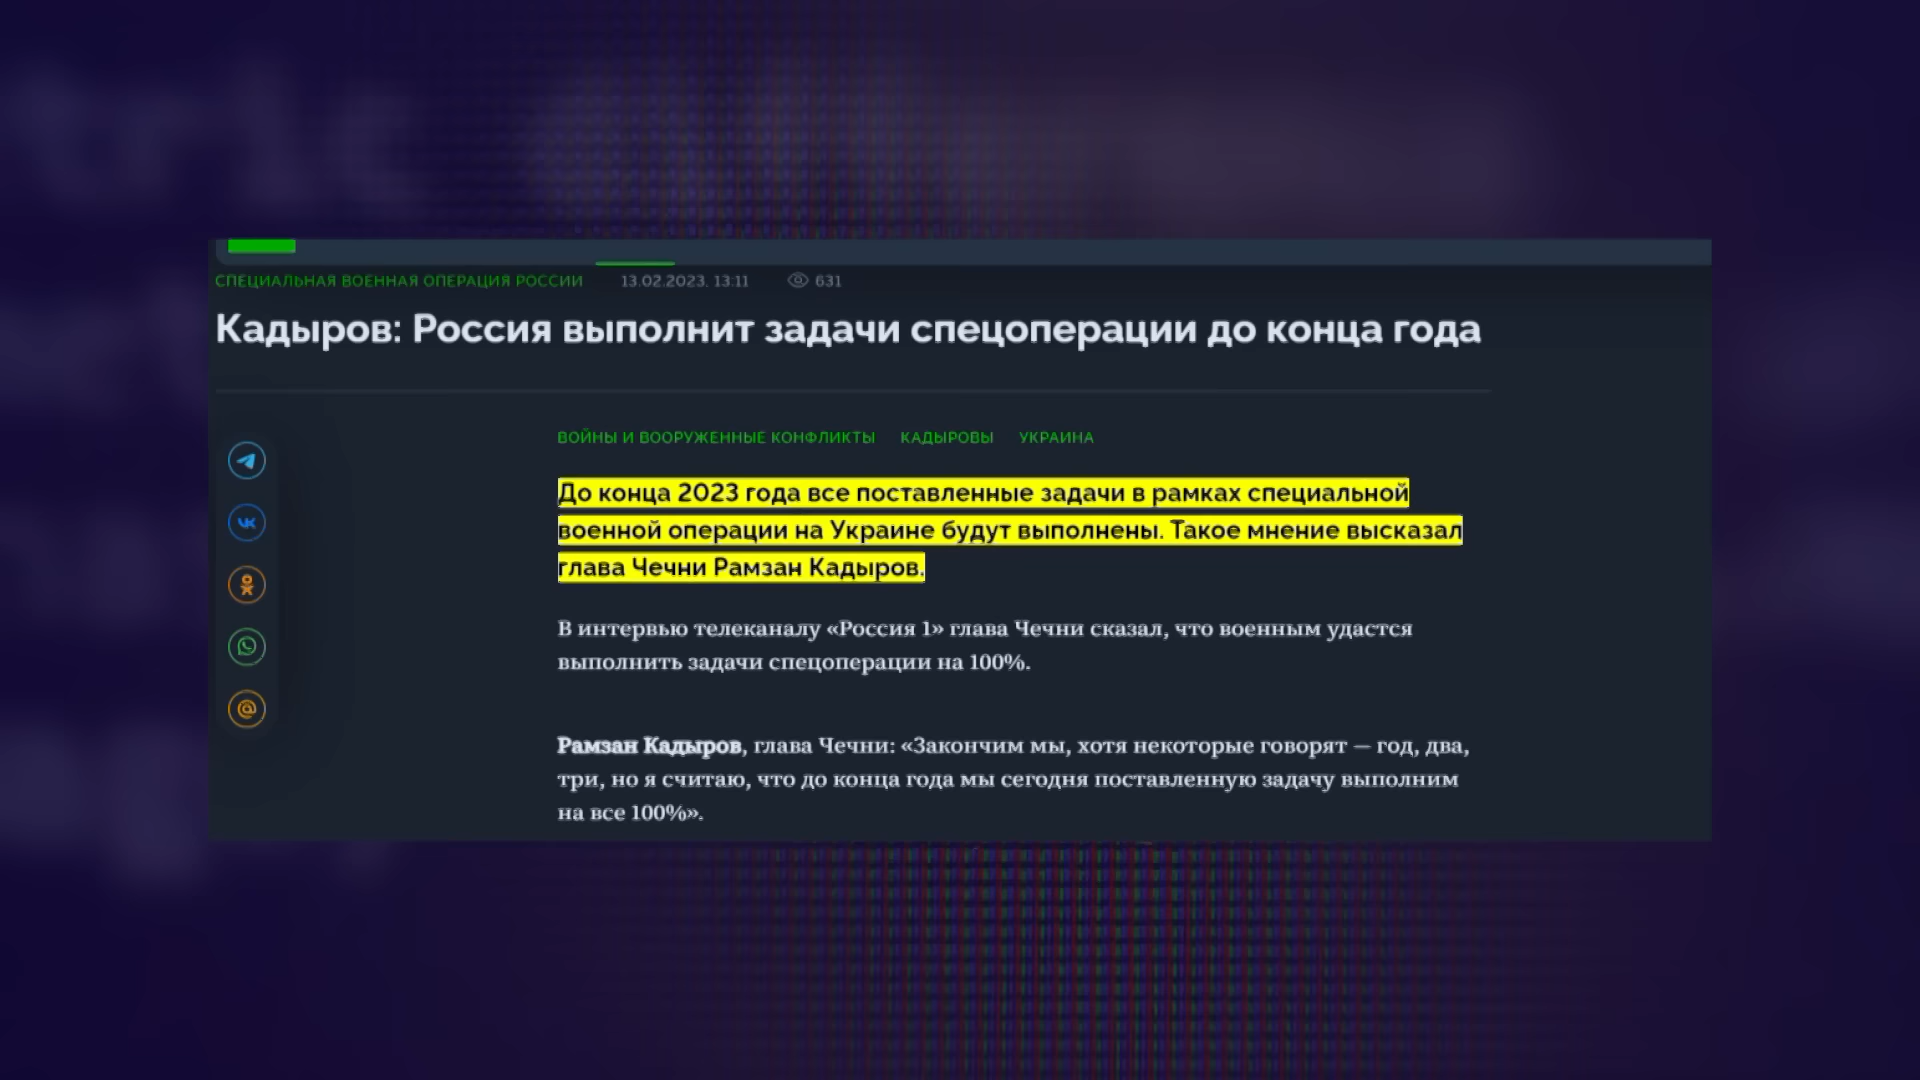 СПЕЦИАЛЬНАЯ ВОЕННАЯ ОПЕРАЦИЯ РОССИИ 13.02.2023. 13:11 631
Кадыров: Россия выполнит задачи спецоперации до конца года
ВОЙНЫ И ВООРУЖЕННЫЕ КОНФЛИКТЫ КАДЫРОВЫ УКРАИНА
До конца 2023 года все поставленные задачи в рамках специальной
военной операции на Украине будут выполнены. Такое мнение высказал
глава Чечни Рамзан Кадыров.
В интервью телеканалу «Россия 1» глава Чечни сказал, что военным удастся
выполнить задачи спецоперации на 100%.
Рамзан Кадыров, глава Чечни: «Закончим мы, хотя некоторые говорят — год, два,
три, но я считаю, что до конца года мы сегодня поставленную задачу выполним
на все 100%».